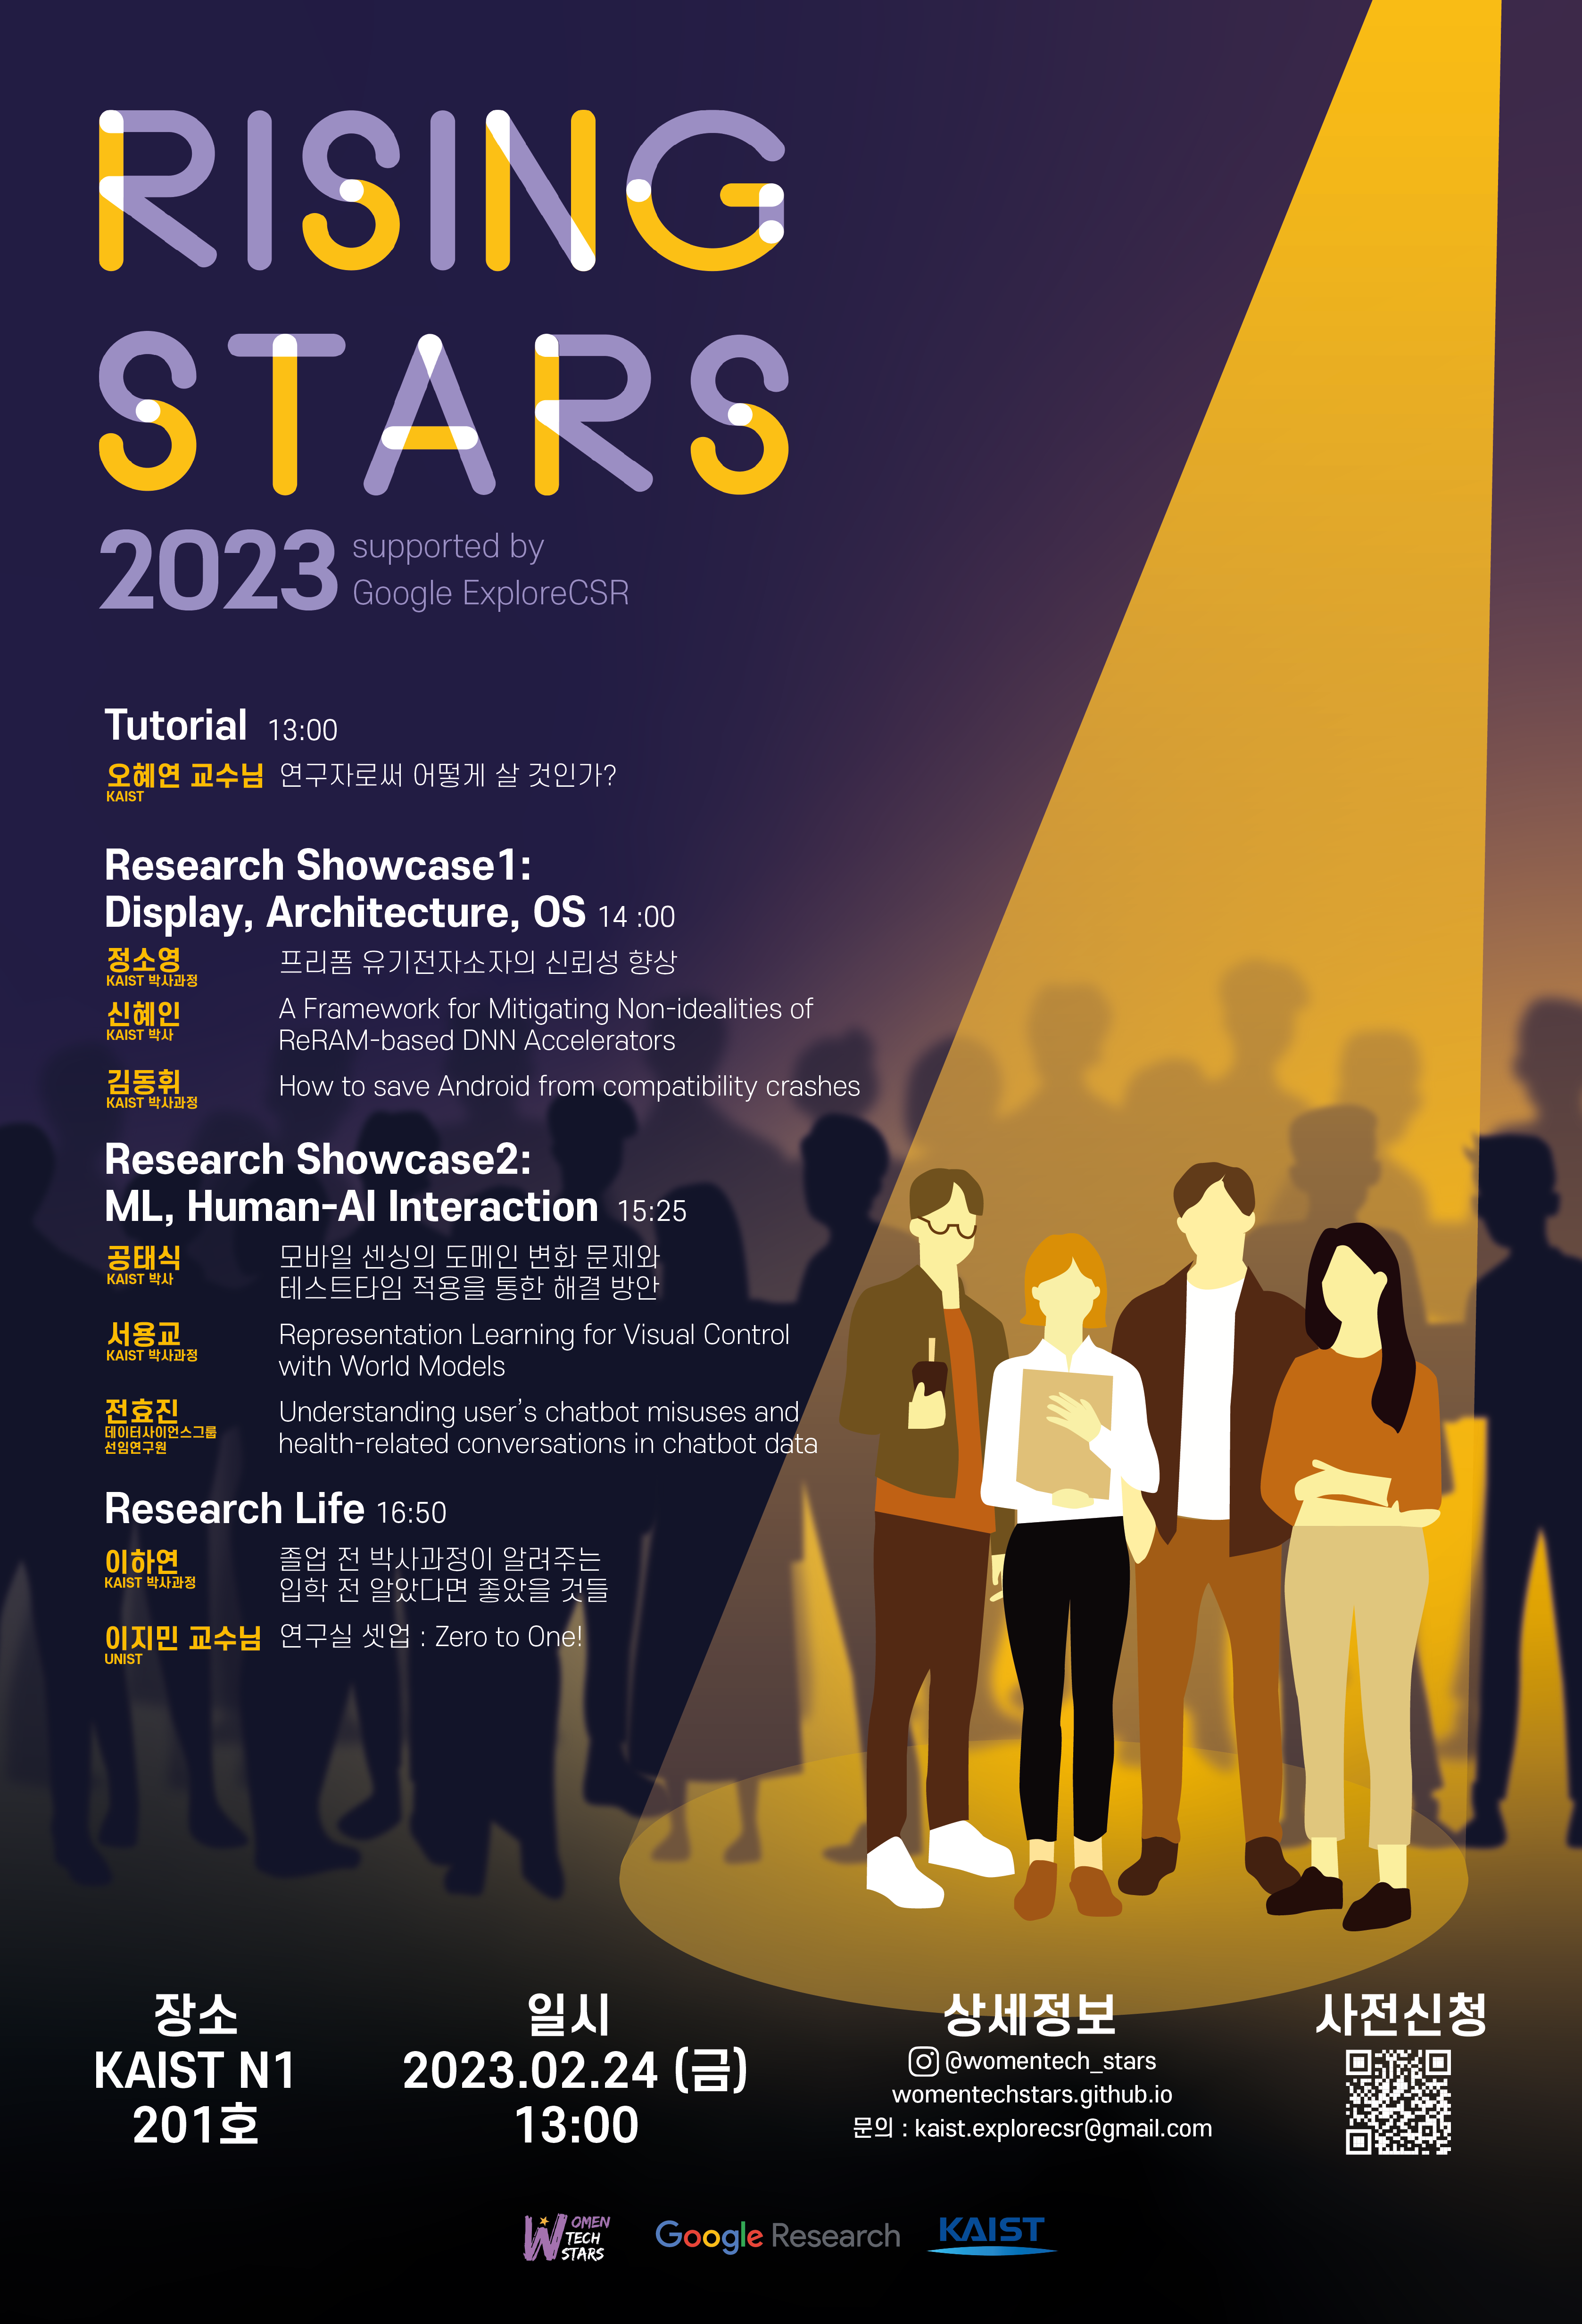 RISING
STARS
2023 supported by
Google ExploreCSR
Tutorial 13:00
오혜연 교수님 연구자로써 어떻게 살 것인가?
KAIST
Research Showcase1:
Display, Architecture, OS 14 :00
정소영 프리폼 유기전자소자의 신뢰성 향상
KAIST 박사과정
신혜인 A Framework for Mitigating Non-idealities of
KAIST 박사 ReRAM-based DNN Accelerators
김동휘 How to save Android from compatibility crashes
KAIST 박사과정
Research Showcase2:
ML, Human-AI Interaction 15:25
공태식 모바일 센싱의 도메인 변화 문제와
KAIST 박사 테스트타임 적용을 통한 해결 방안
서용교 Representation Learning for Visual Control
KAIST 박사과정 with World Models
전효진 Understanding user's chatbot misuses and
데이터사이언스그룹 health-related conversations in chatbot data
선임연구원
Research Life 16:50
이하연 졸업 전 박사과정이 알려주는
KAIST 박사과정 입학 전 알았다면 좋았을 것들
이지민 교수님 연구실 셋업 : Zero to One!
UNIST
장소
KAIST N1
201호
일시
2023.02.24 (금)
13:00
상세정보
@womentech_stars
womentechstars.github.io
문의 : kaist.explorecsr@gmail.com
사전신청
WOMEN
TECH
STARS
Google Research
KAIST